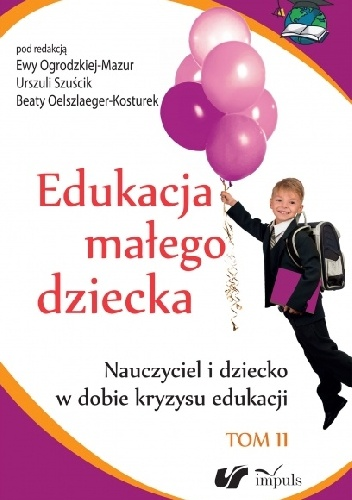 pod redakcją
Ewy Ogrodzkiej-Mazur
Urszuli Szuścik
Beaty Oelszlaeger-Kosturek
Edukacja
małego
dziecka
Nauczyciel i dziecko
w dobie kryzysu edukacji
TOM II
impuls